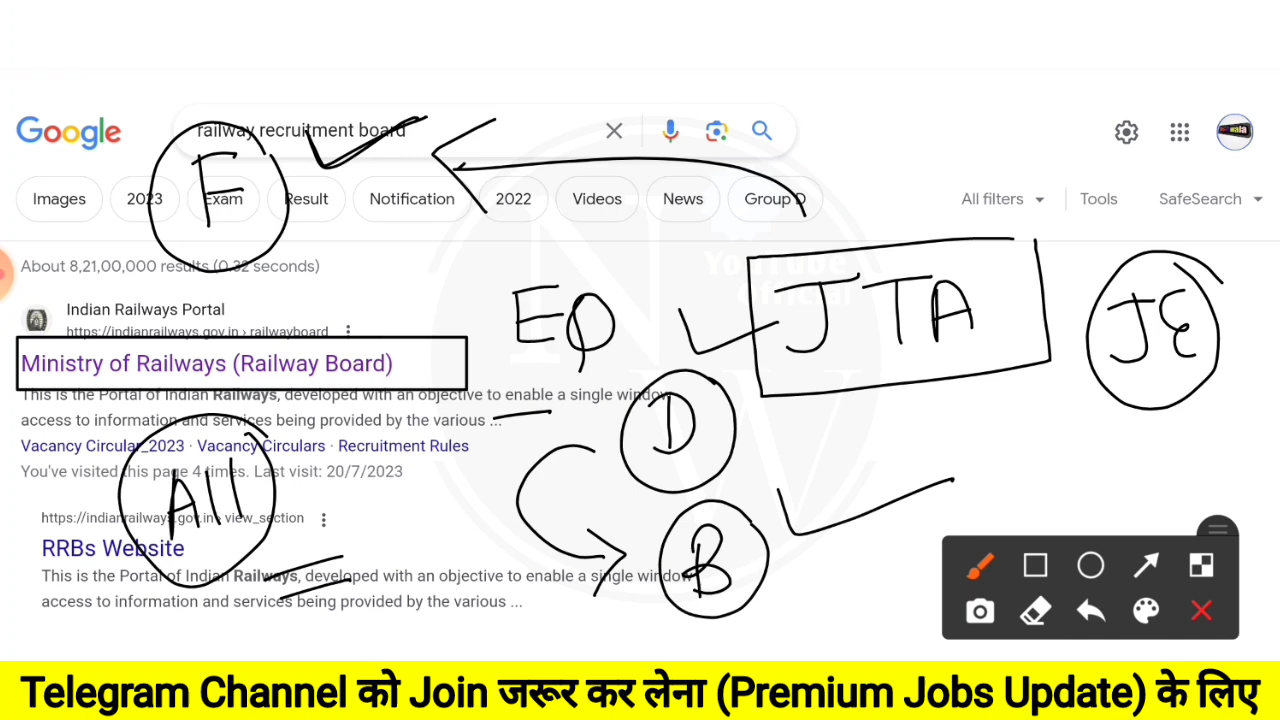 Google
railway recruitment board
F
Images 2023 Exam Result Notification 2022 Videos News Group D All filters Tools SafeSearch
About 8,21,00,000 results (0.32 seconds)
YouTube
Official
Indian Railways Portal
https://indianrailways.gov.in › railwayboard
EQ
JTA
JE
Ministry of Railways (Railway Board)
This is the Portal of Indian Railways, developed with an objective to enable a single window
access to information and services being provided by the various ...
D
Vacancy Circular_2023 · Vacancy Circulars · Recruitment Rules
You've visited this page 4 times. Last visit: 20/7/2023
All
https://indianrailways.gov.in › view_section
RRBs Website
B
This is the Portal of Indian Railways, developed with an objective to enable a single window
access to information and services being provided by the various ...
Telegram Channel को Join जरूर कर लेना (Premium Jobs Update) के लिए